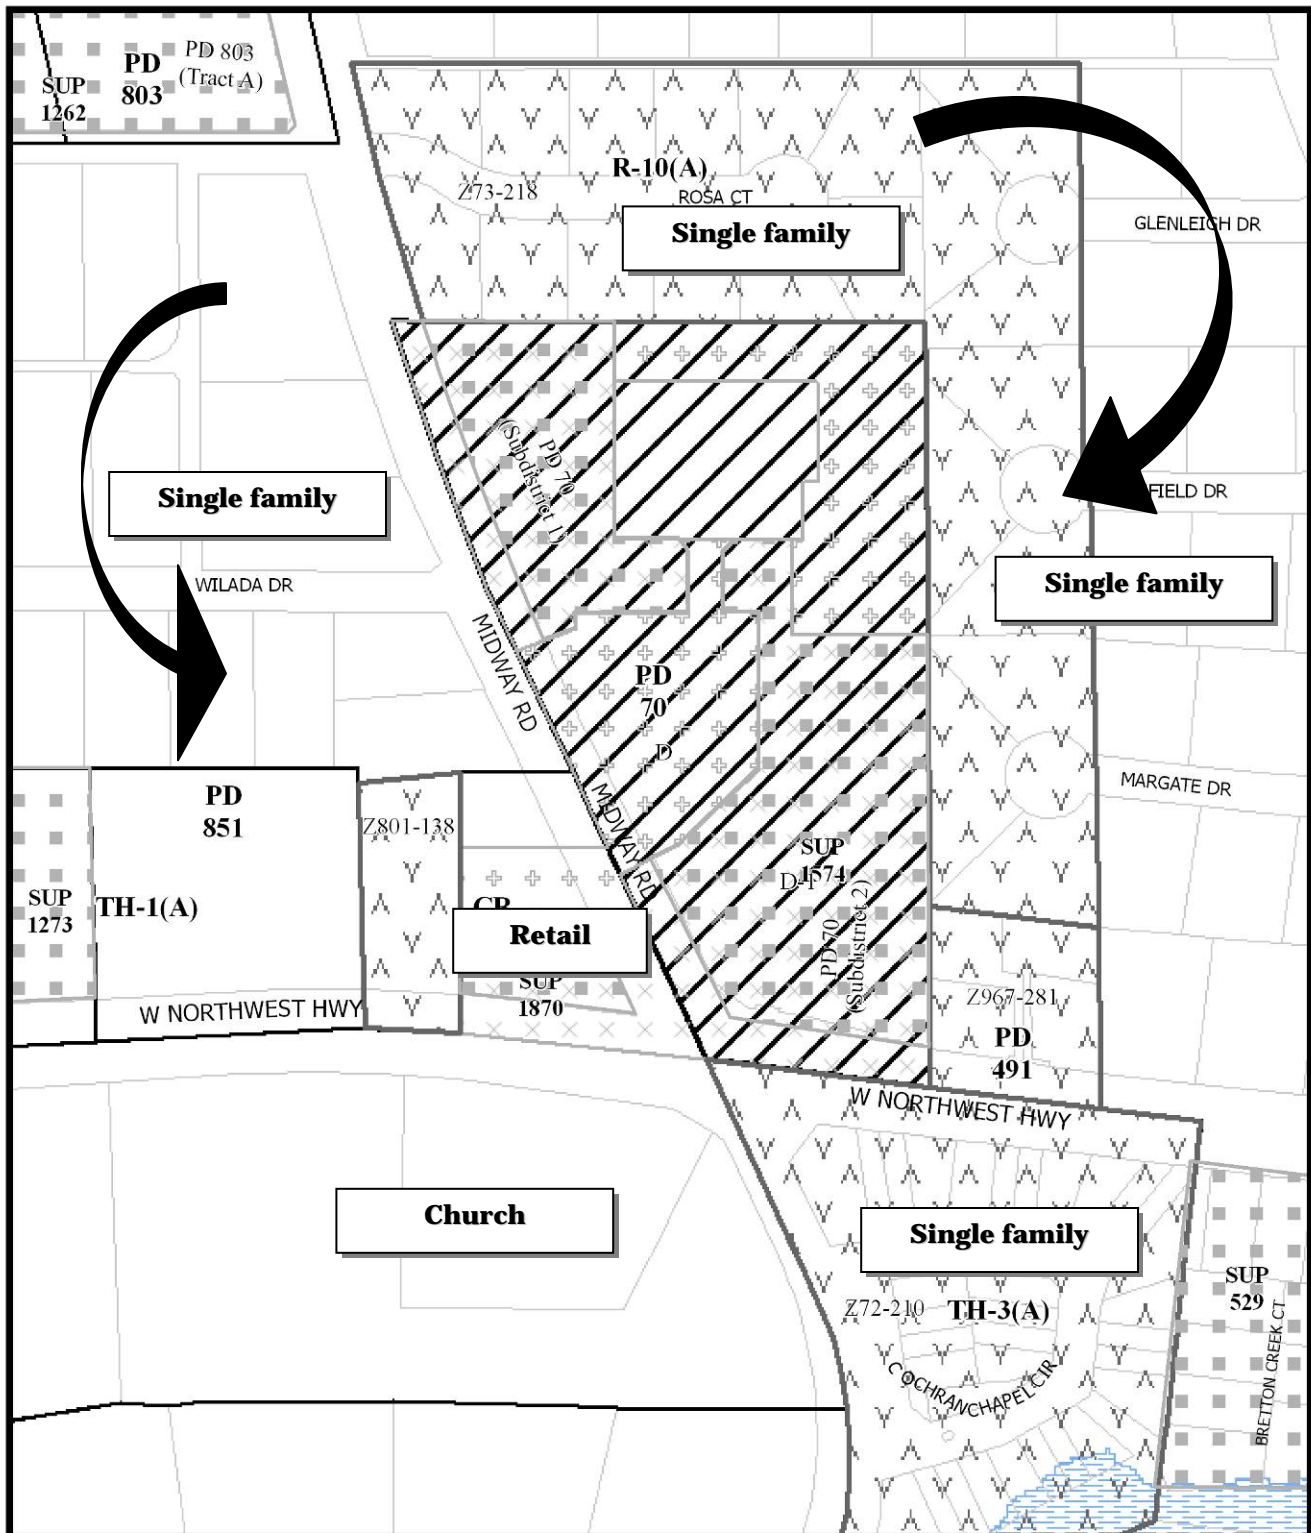 PD 803
(Tract A)
PD
803
SUP
1262
R-10(A)
Z73-218
ROSA CT
Single family
GLENLEIGH DR
Single family
WILADA DR
FIELD DR
Single family
PD 70
(Subdistrict 1)
MIDWAY RD
PD
70
D
MARGATE DR
PD
851
Z801-138
MIDWAY RD
SUP
1574
D-1
SUP
1273
TH-1(A)
CR
Retail
SUP
1870
PD 70
(Subdistrict 2)
W NORTHWEST HWY
Z967-281
PD
491
W NORTHWEST HWY
Church
Single family
SUP
529
Z72-210
TH-3(A)
COCHRANCHAPEL CIR
BRETTON CREEK CT